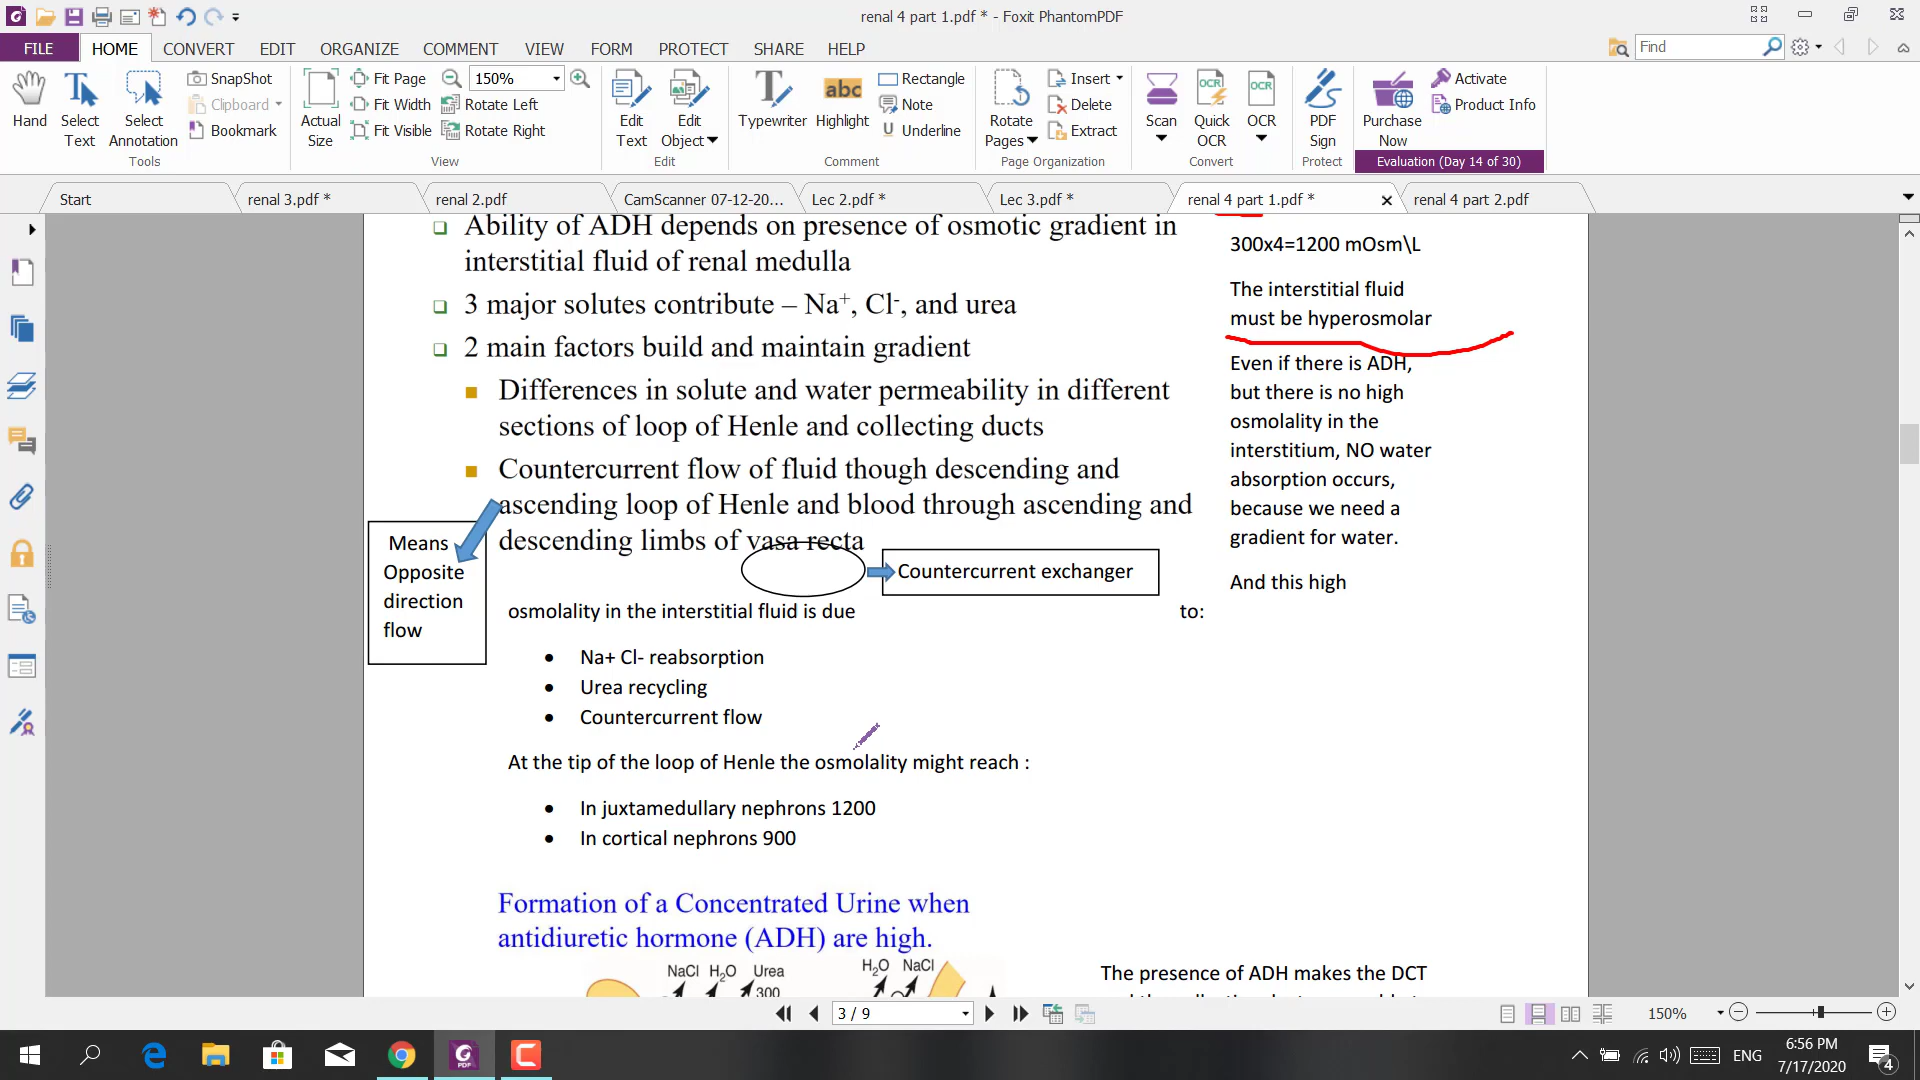 renal 4 part 1.pdf * - Foxit PhantomPDF
FILE HOME CONVERT EDIT ORGANIZE COMMENT VIEW FORM PROTECT SHARE HELP Find
Hand
Select Text
Select Annotation
SnapShot
Clipboard
Bookmark
Tools
Actual Size
Fit Page
Fit Width
Fit Visible
150%
Rotate Left
Rotate Right
View
Edit Text
Edit Object
Edit
Typewriter
Highlight
Rectangle
Note
Underline
Comment
Rotate Pages
Insert
Delete
Extract
Page Organization
Scan
Quick OCR
OCR
Convert
PDF Sign
Protect
Purchase Now
Activate
Product Info
Evaluation (Day 14 of 30)
Start
renal 3.pdf *
renal 2.pdf
CamScanner 07-12-20...
Lec 2.pdf *
Lec 3.pdf *
renal 4 part 1.pdf *
renal 4 part 2.pdf
Ability of ADH depends on presence of osmotic gradient in
interstitial fluid of renal medulla
3 major solutes contribute – Na+, Cl-, and urea
2 main factors build and maintain gradient
Differences in solute and water permeability in different
sections of loop of Henle and collecting ducts
Countercurrent flow of fluid though descending and
ascending loop of Henle and blood through ascending and
descending limbs of vasa recta
Means
Opposite
direction
flow
Countercurrent exchanger
300x4=1200 mOsm\L
The interstitial fluid
must be hyperosmolar
Even if there is ADH,
but there is no high
osmolality in the
interstitium, NO water
absorption occurs,
because we need a
gradient for water.
And this high
osmolality in the interstitial fluid is due to:
• Na+ Cl- reabsorption
• Urea recycling
• Countercurrent flow
At the tip of the loop of Henle the osmolality might reach :
• In juxtamedullary nephrons 1200
• In cortical nephrons 900
Formation of a Concentrated Urine when
antidiuretic hormone (ADH) are high.
NaCl H2O Urea
300
H2O NaCl
The presence of ADH makes the DCT
3 / 9
150%
ENG
6:56 PM
7/17/2020
4